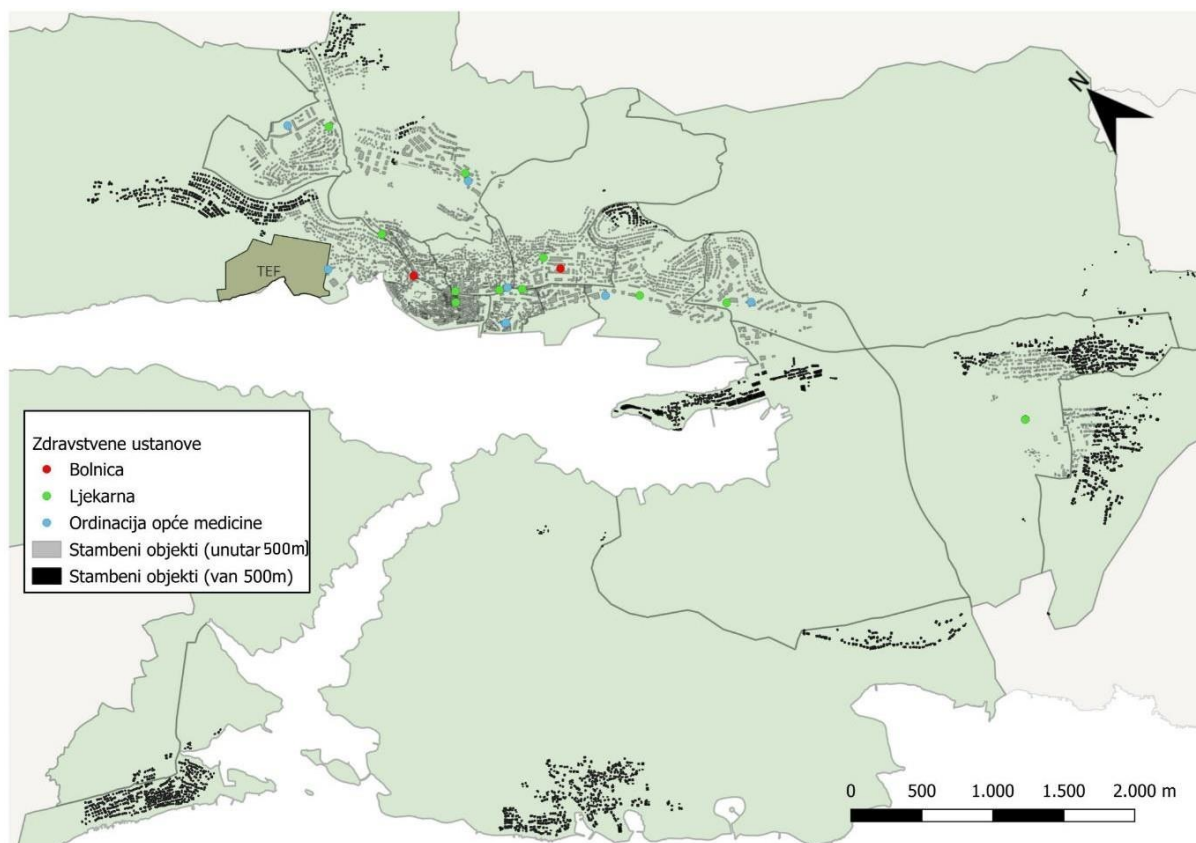 N
TEF
Zdravstvene ustanove
Bolnica
Ljekarna
Ordinacija opće medicine
Stambeni objekti (unutar 500m)
Stambeni objekti (van 500m)
0 500 1.000 1.500 2.000 m